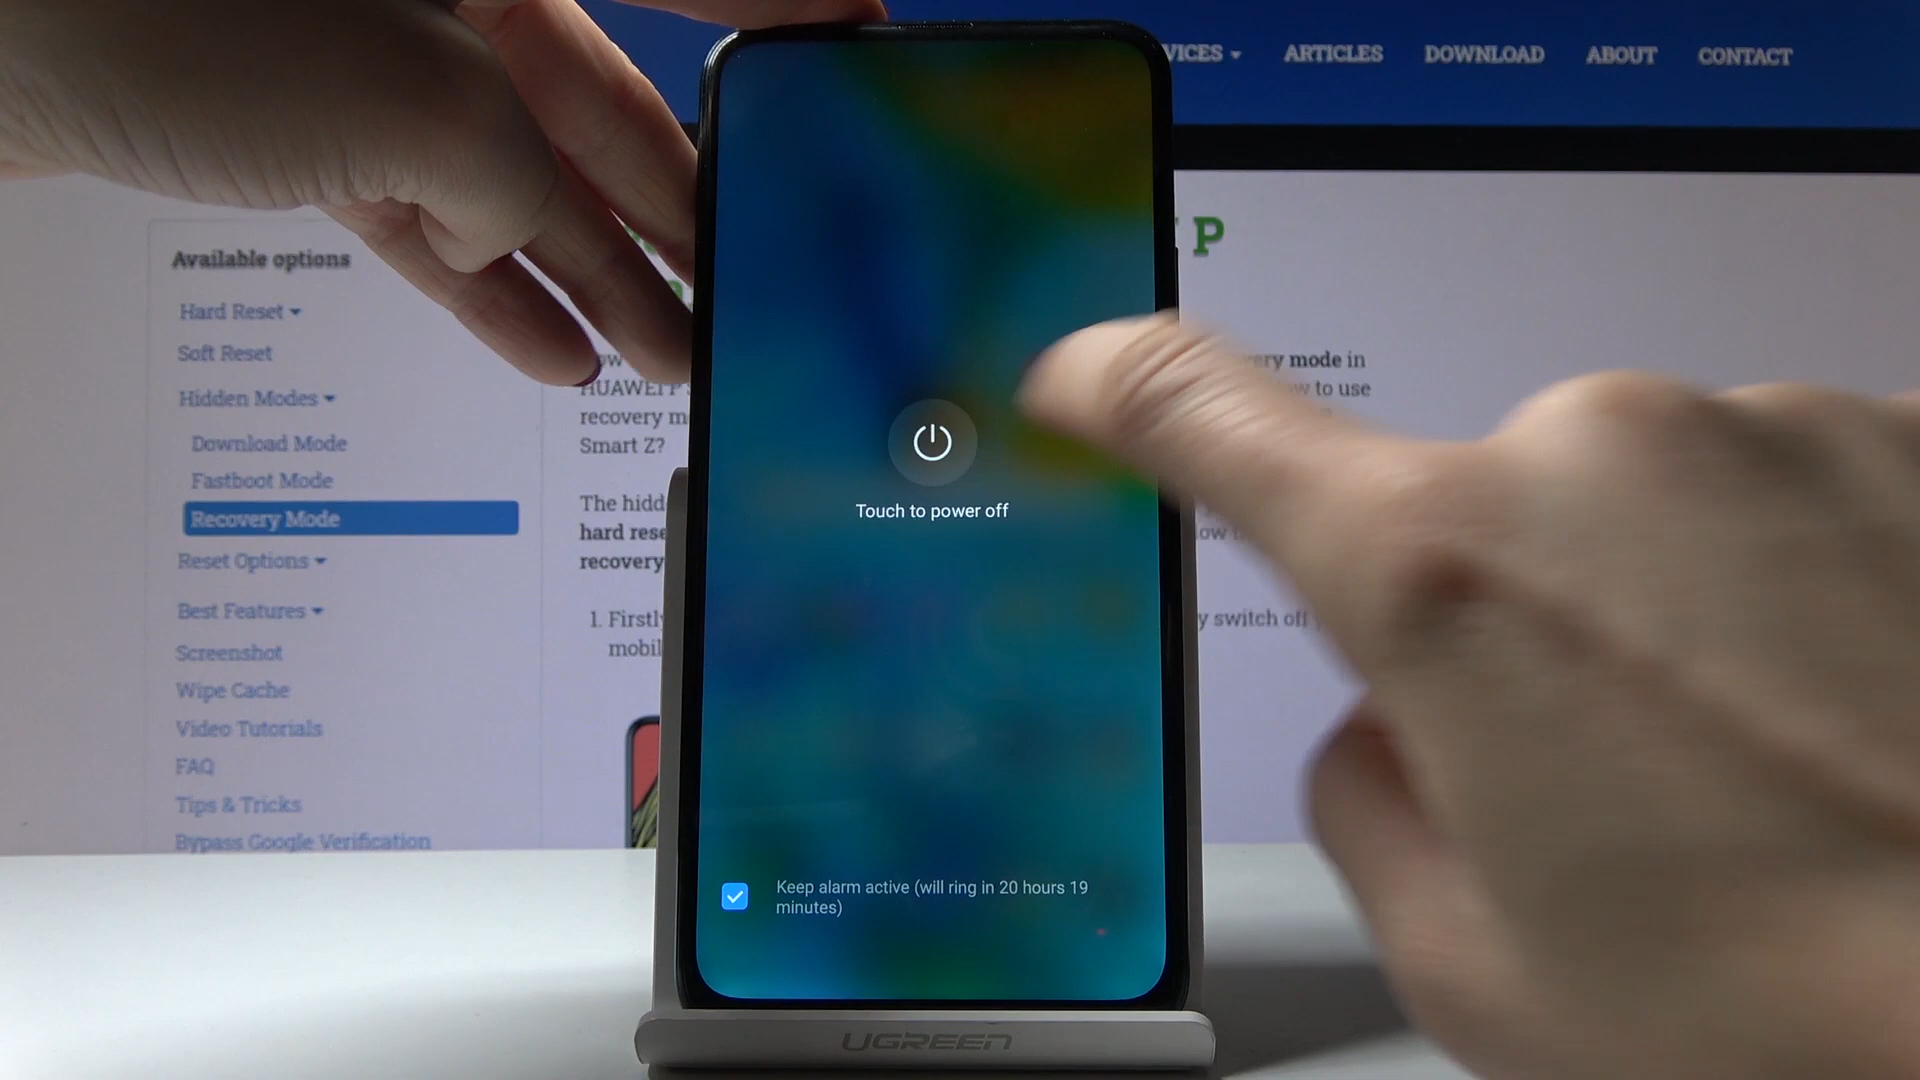 VICES
ARTICLES
DOWNLOAD
ABOUT
CONTACT
P
Available options
Hard Reset
Soft Reset
Hidden Modes
Download Mode
Fastboot Mode
Recovery Mode
Reset Options
Best Features
Screenshot
Wipe Cache
Video Tutorials
FAQ
Tips & Tricks
Bypass Google Verification
mode in
HUAWEI P to use
recovery
Smart Z?
The
hard
recovery
1. Firstly switch off
Touch to power off
Keep alarm active (will ring in 20 hours 19
minutes)
UGREEN